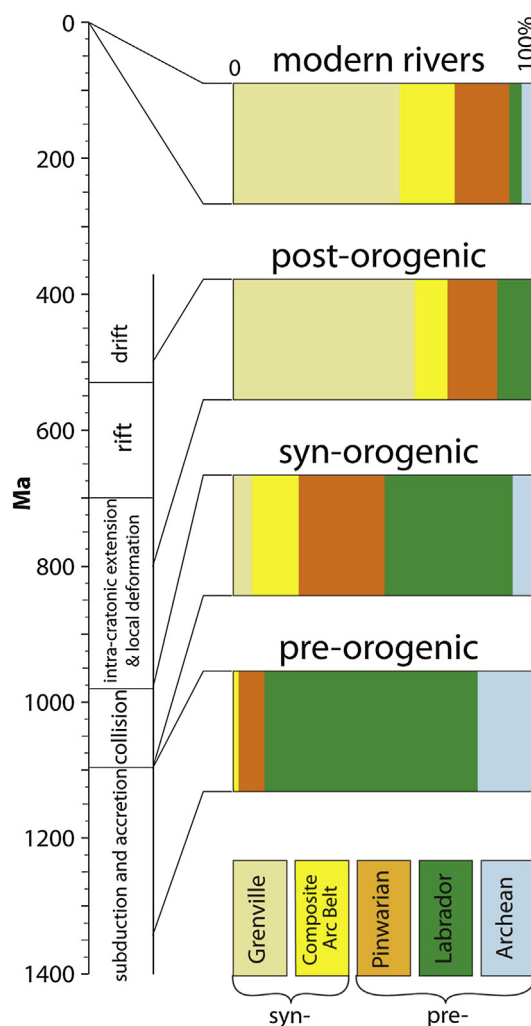 0
200
400
600
800
1000
1200
1400
Ma
drift
rift
intra-cratonic extension
& local deformation
collision
subduction and accretion
0
100%
modern rivers
post-orogenic
syn-orogenic
pre-orogenic
Grenville
Composite
Arc Belt
Pinwarian
Labrador
Archean
syn-
pre-